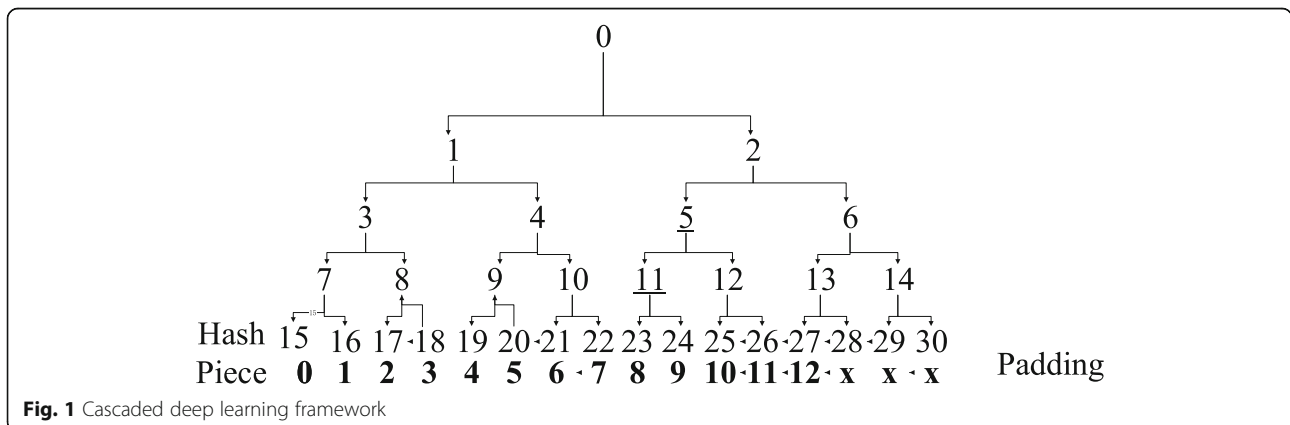 0
1 2
3 4 5 6
7 8 9 10 11 12 13 14
15
Hash 15 16 17 18 19 20 21 22 23 24 25 26 27 28 29 30
Piece 0 1 2 3 4 5 6 7 8 9 10 11 12 x x x
Padding
Fig. 1 Cascaded deep learning framework